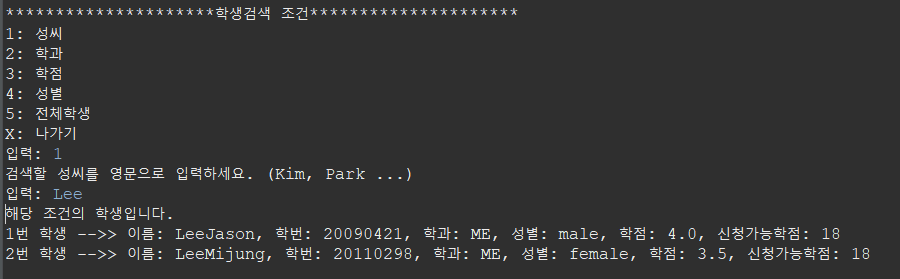 *********************학생검색 조건*********************
1: 성씨
2: 학과
3: 학점
4: 성별
5: 전체학생
X: 나가기
입력: 1
검색할 성씨를 영문으로 입력하세요. (Kim, Park ...)
입력: Lee
해당 조건의 학생입니다.
1번 학생 -->> 이름: LeeJason, 학번: 20090421, 학과: ME, 성별: male, 학점: 4.0, 신청가능학점: 18
2번 학생 -->> 이름: LeeMijung, 학번: 20110298, 학과: ME, 성별: female, 학점: 3.5, 신청가능학점: 18